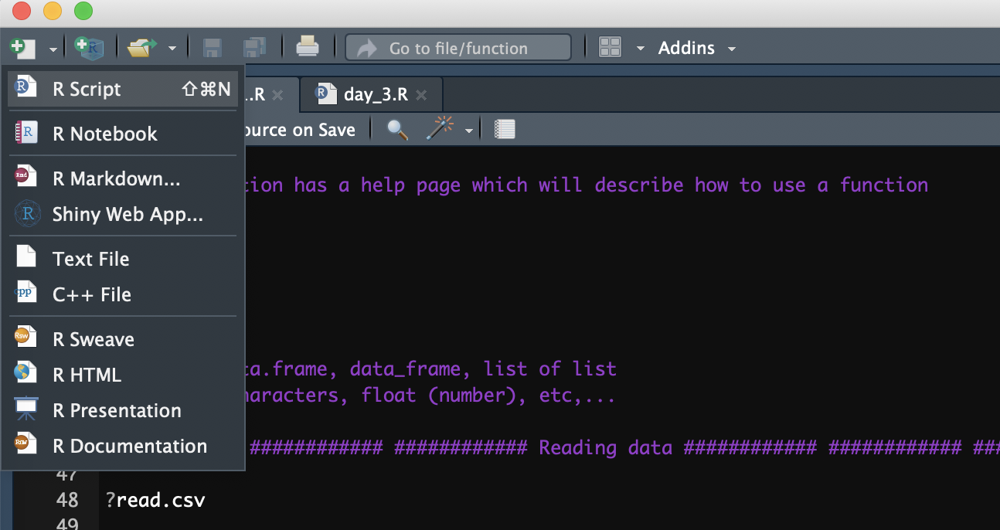 Go to file/function
Addins
R Script ⇧⌘N
R Notebook
R Markdown...
Shiny Web App...
Text File
C++ File
R Sweave
R HTML
R Presentation
R Documentation
.R
day_3.R
ource on Save
tion has a help page which will describe how to use a function
ta.frame, data_frame, list of list
haracters, float (number), etc,...
############ ############ Reading data ############ ############ ###
47
48 ?read.csv
49